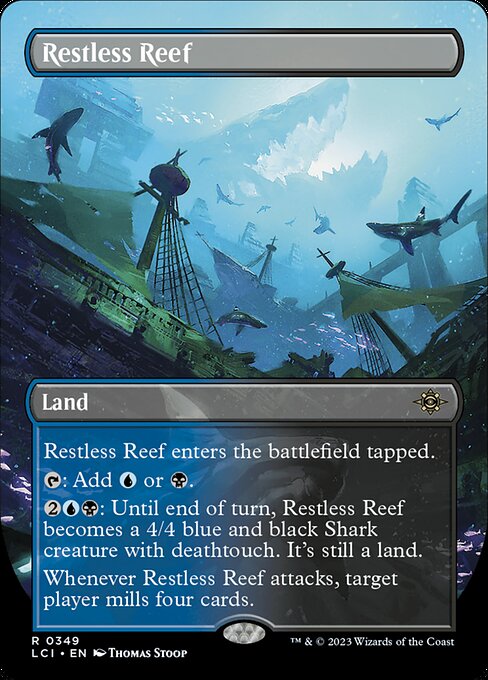 Restless Reef
Land
Restless Reef enters the battlefield tapped.
: Add or .
2: Until end of turn, Restless Reef
becomes a 4/4 blue and black Shark
creature with deathtouch. It's still a land.
Whenever Restless Reef attacks, target
player mills four cards.
R 0349
LCI • EN Thomas Stoop
™ & © 2023 Wizards of the Coast